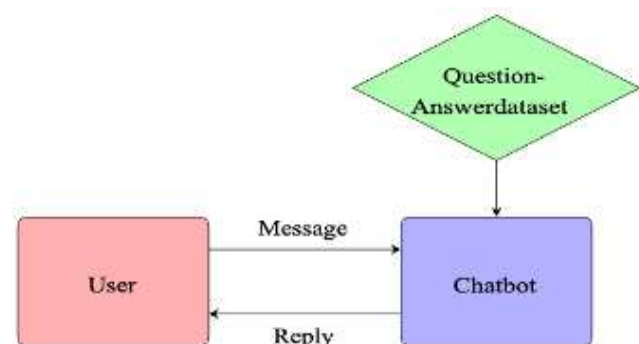 Question-
Answerdataset
Message
User
Chatbot
Reply